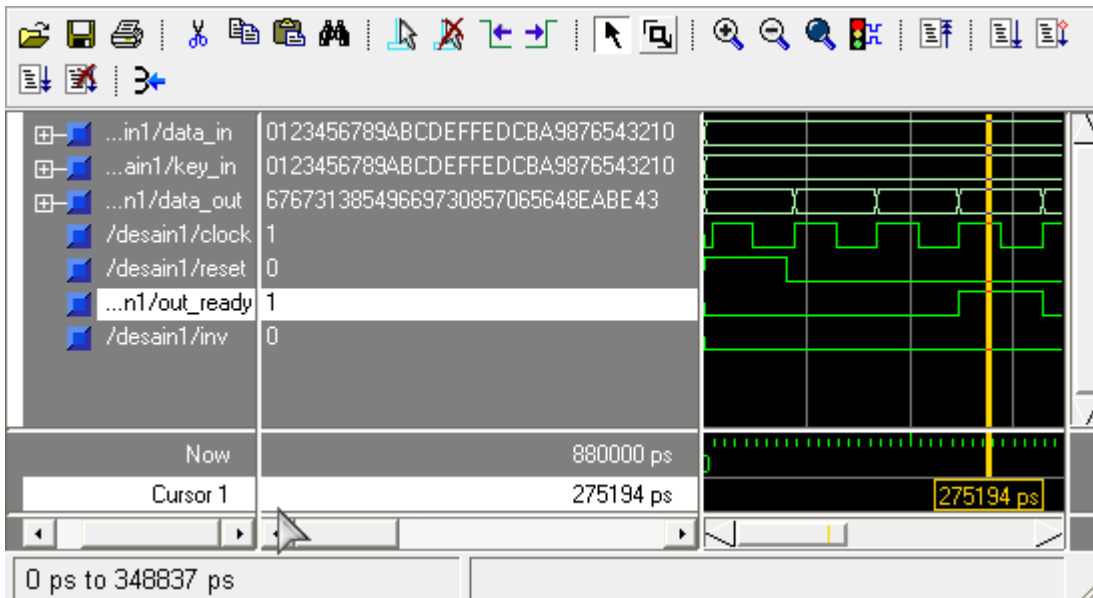 ...in1/data_in 0123456789ABCDEFFEDCBA9876543210
...ain1/key_in 0123456789ABCDEFFEDCBA9876543210
...n1/data_out 67673138549669730857065648EABE43
/desain1/clock 1
/desain1/reset 0
...n1/out_ready 1
/desain1/inv 0
Now 880000 ps
Cursor 1 275194 ps 275194 ps
0 ps to 348837 ps